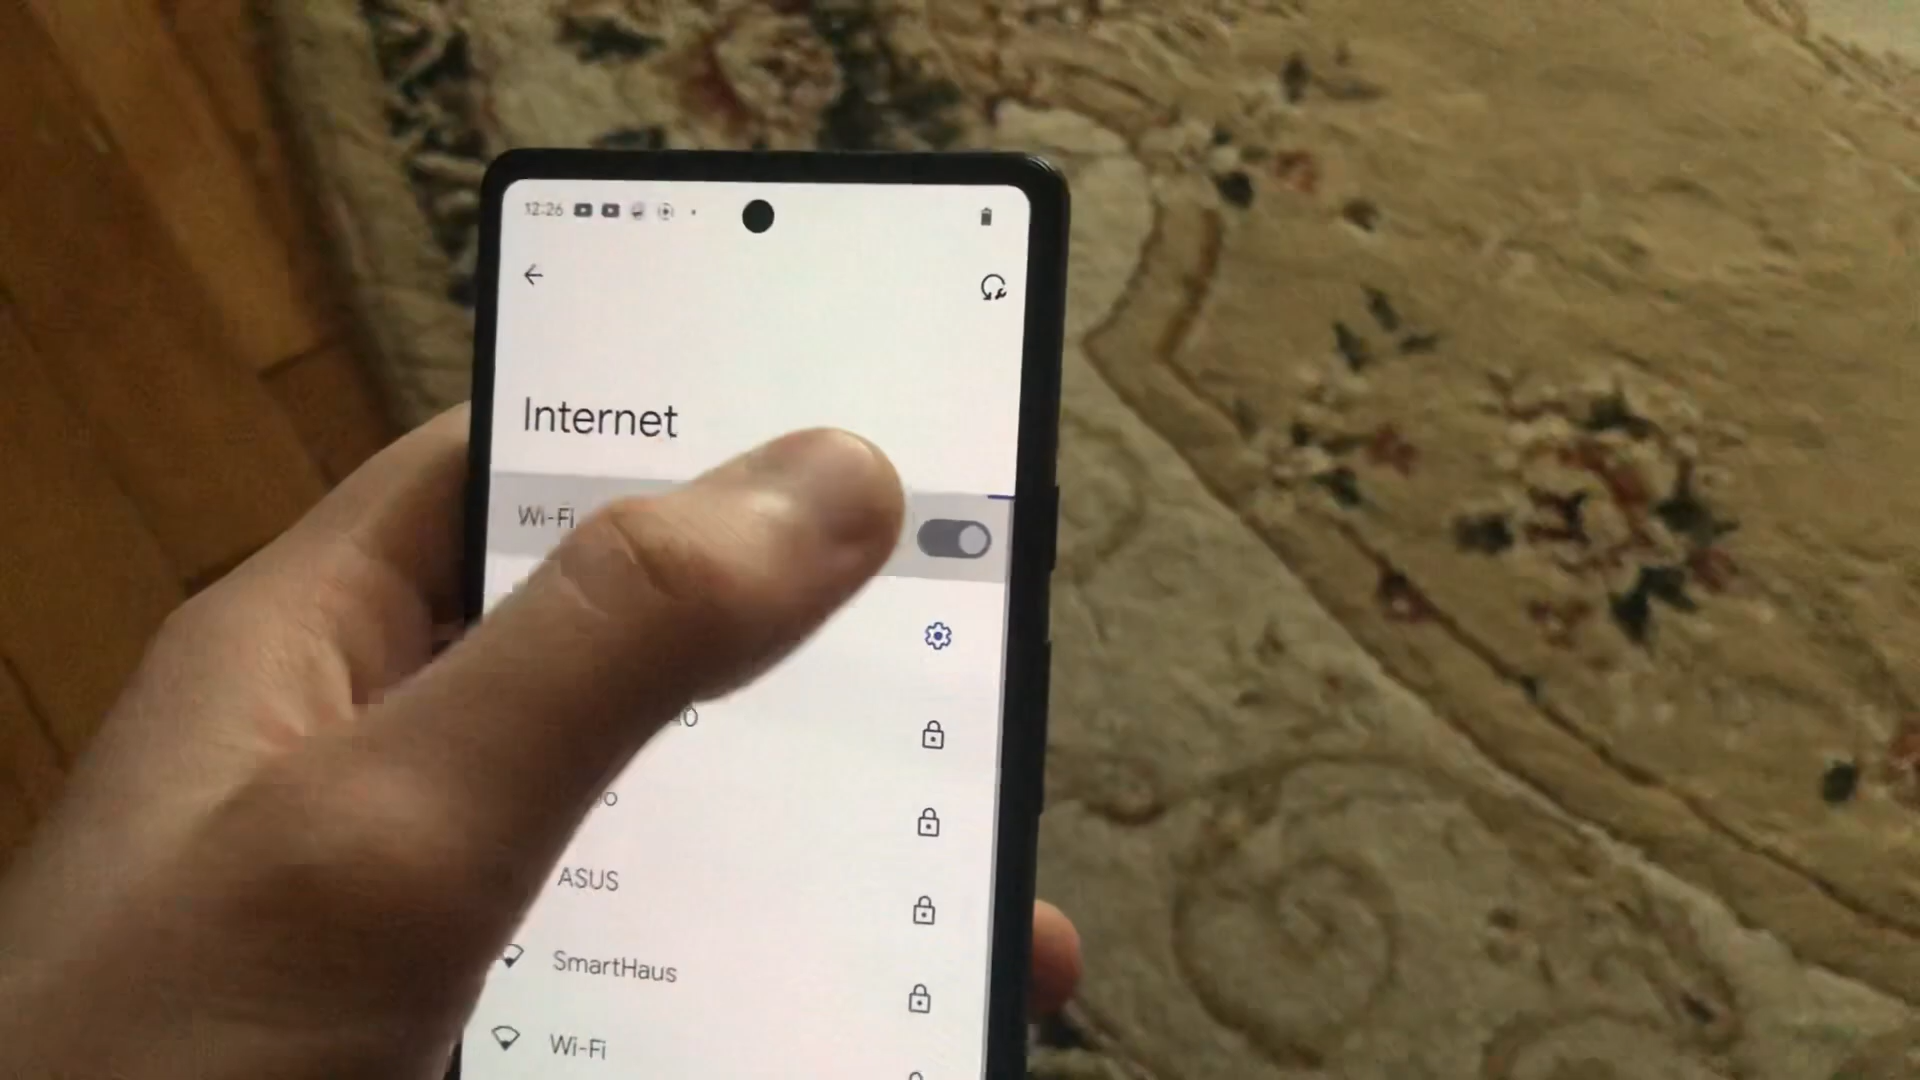 12:26
Internet
Wi-Fi
ASUS
SmartHaus
Wi-Fi